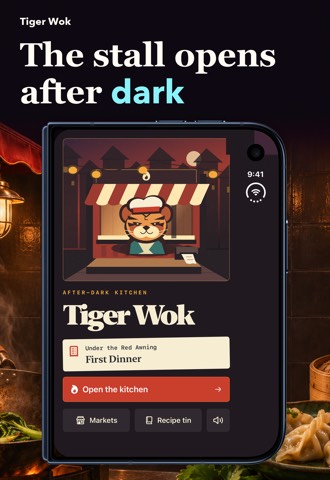 Tiger Wok
The stall opens
after dark
9:41
AFTER-DARK KITCHEN
Tiger Wok
Under the Red Awning
First Dinner
Open the kitchen →
Markets
Recipe tin